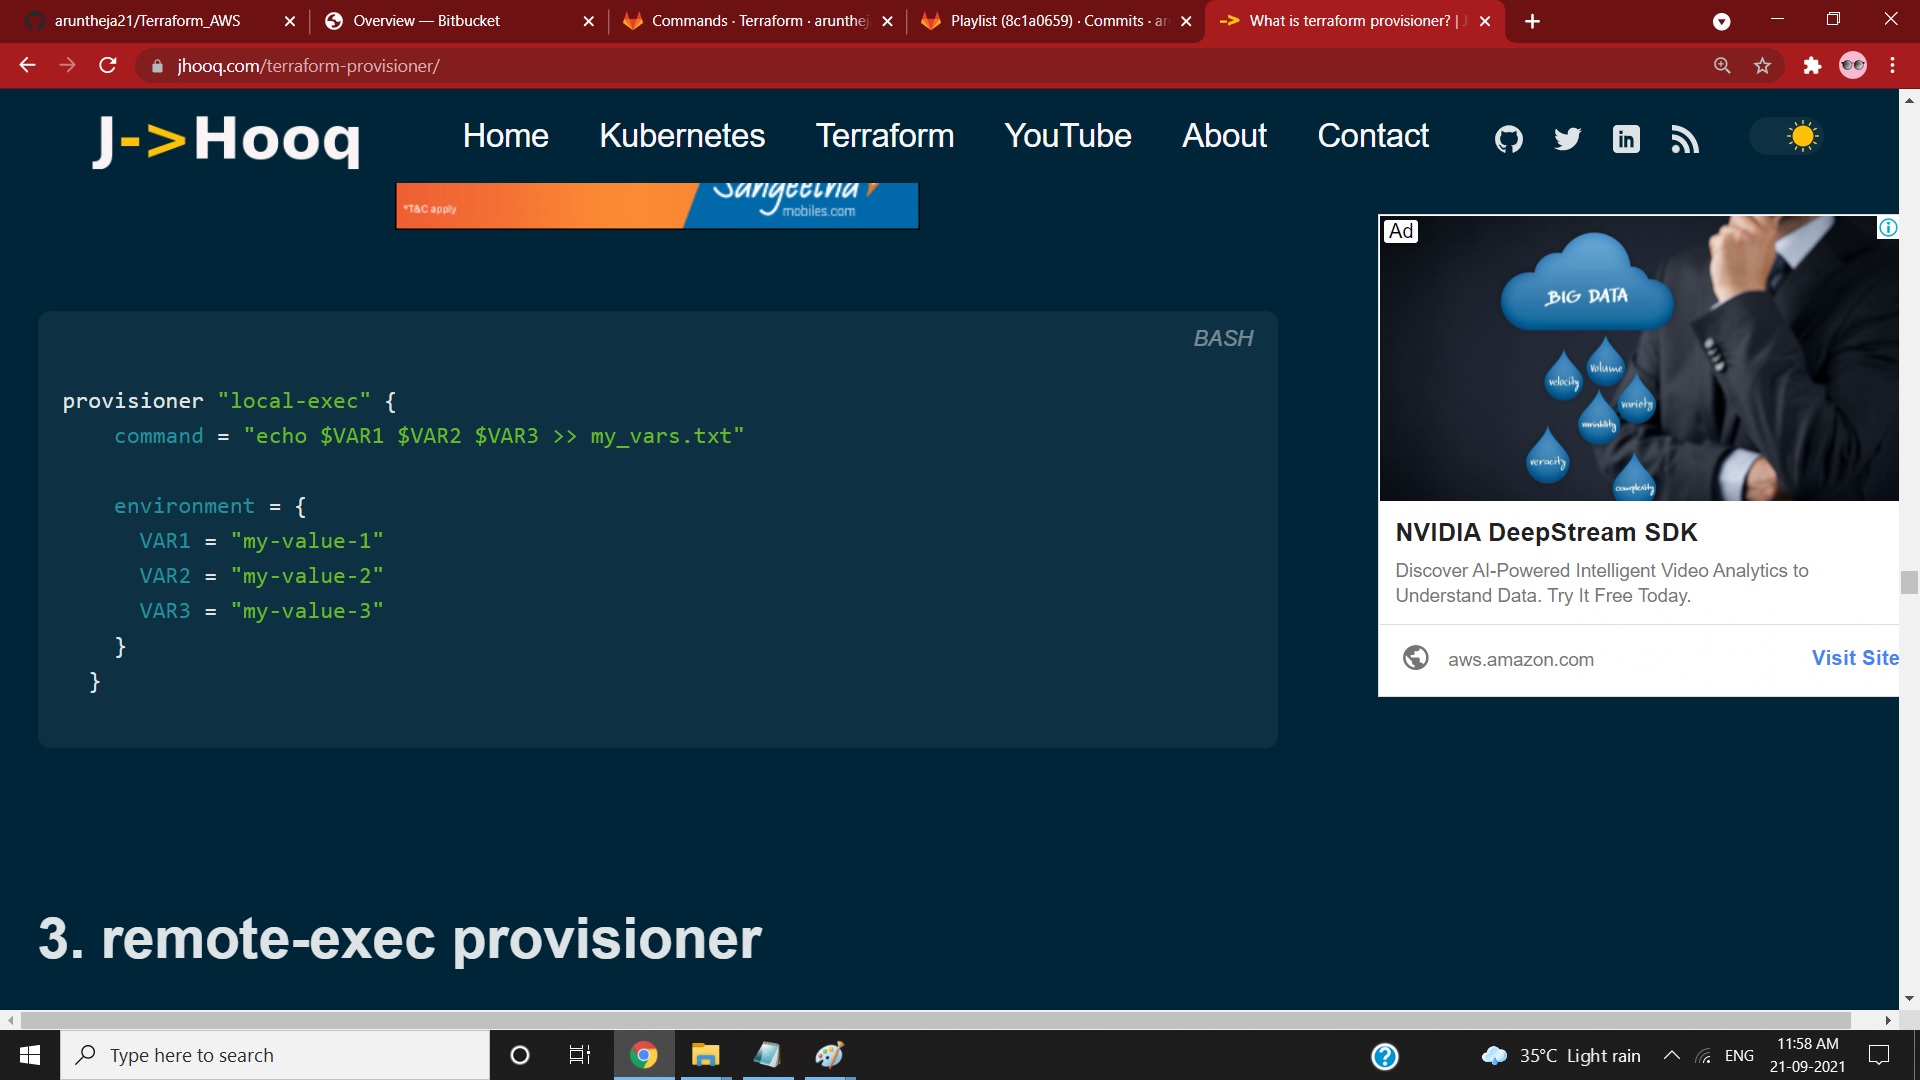 aruntheja21/Terraform_AWS
Overview — Bitbucket
Commands · Terraform · arunthej
Playlist (8c1a0659) · Commits · ar
What is terraform provisioner? | J
jhooq.com/terraform-provisioner/
J->Hooq
Home Kubernetes Terraform YouTube About Contact
*T&C apply
Sangeetha
mobiles.com
BASH
provisioner "local-exec" {
command = "echo $VAR1 $VAR2 $VAR3 >> my_vars.txt"
environment = {
VAR1 = "my-value-1"
VAR2 = "my-value-2"
VAR3 = "my-value-3"
}
}
3. remote-exec provisioner
Ad
BIG DATA
velocity
volume
variety
variability
veracity
complexity
NVIDIA DeepStream SDK
Discover AI-Powered Intelligent Video Analytics to
Understand Data. Try It Free Today.
aws.amazon.com
Visit Site
Type here to search
35°C Light rain
ENG
11:58 AM
21-09-2021